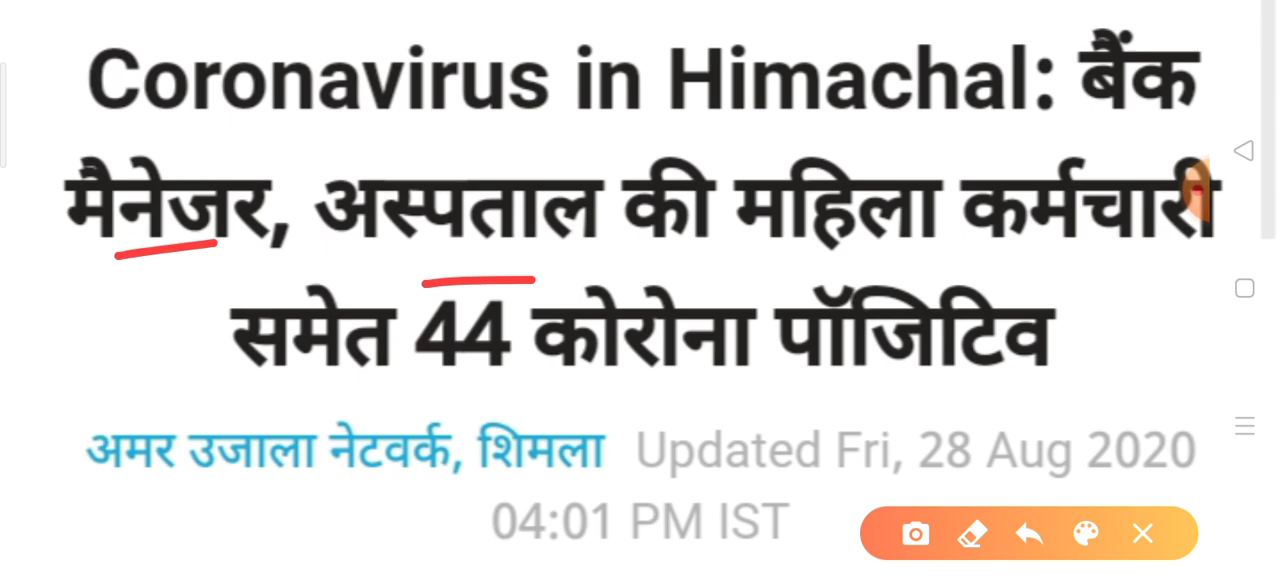 Coronavirus in Himachal: बैंक
मैनेजर, अस्पताल की महिला कर्मचारी
समेत 44 कोरोना पॉजिटिव
अमर उजाला नेटवर्क, शिमला Updated Fri, 28 Aug 2020
04:01 PM IST